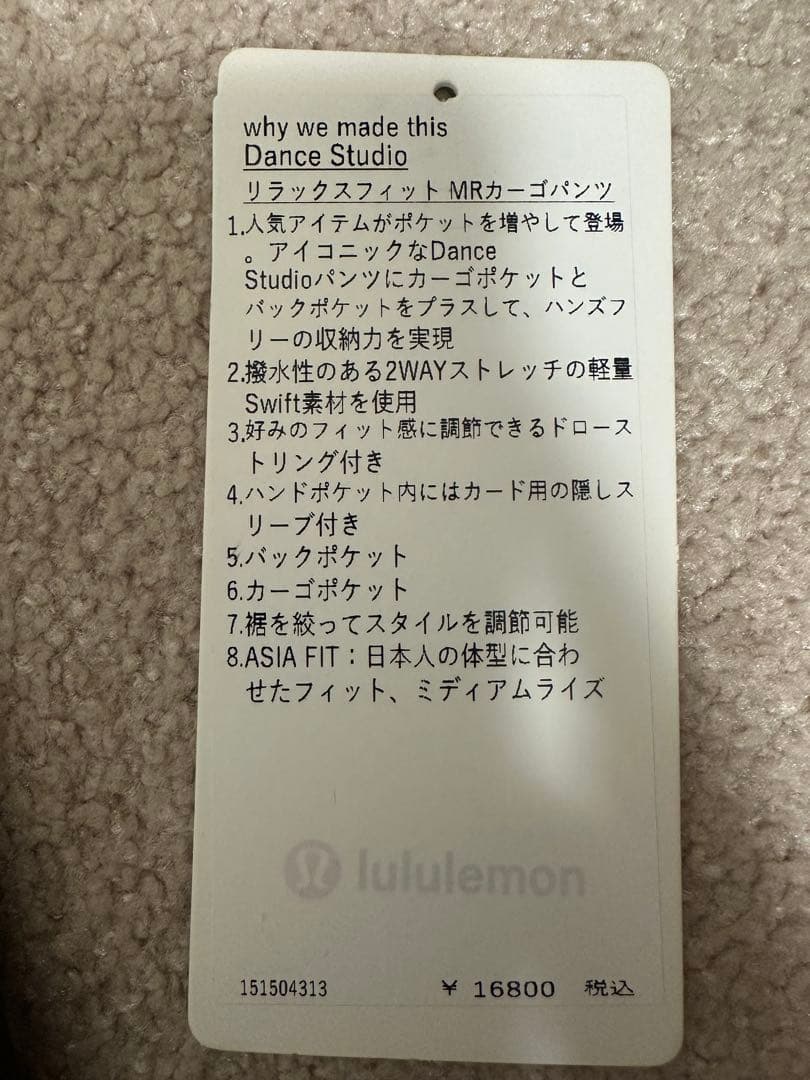 why we made this
Dance Studio
リラックスフィット MRカーゴパンツ
1.人気アイテムがポケットを増やして登場
。アイコニックなDance
Studioパンツにカーゴポケットと
バックポケットをプラスして、ハンズフ
リーの収納力を実現
2.撥水性のある2WAYストレッチの軽量
Swift素材を使用
3.好みのフィット感に調節できるドロース
トリング付き
4.ハンドポケット内にはカード用の隠しス
リーブ付き
5.バックポケット
6.カーゴポケット
7.裾を絞ってスタイルを調節可能
8.ASIA FIT：日本人の体型に合わ
せたフィット、ミディアムライズ
lululemon
151504313 ¥ 16800 税込